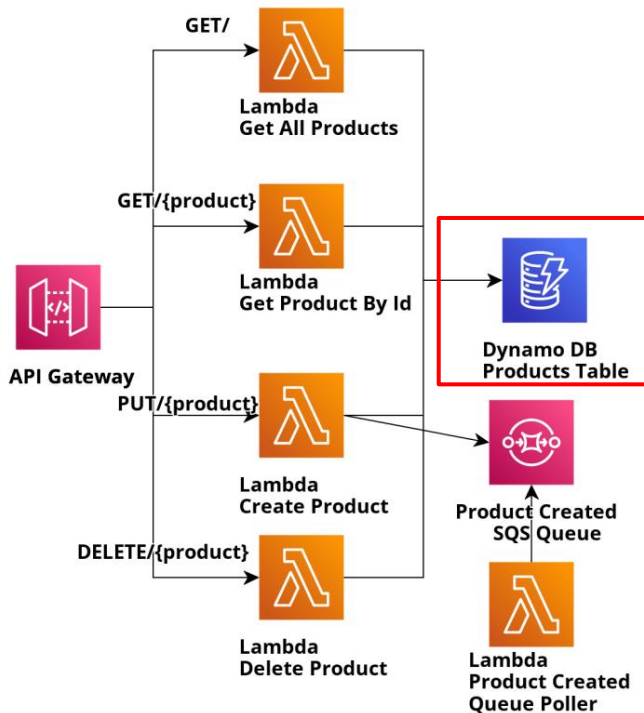 GET/
Lambda
Get All Products
GET/{product}
Lambda
Get Product By Id
API Gateway
Dynamo DB
Products Table
PUT/{product}
Lambda
Create Product
Product Created
SQS Queue
DELETE/{product}
Lambda
Delete Product
Lambda
Product Created
Queue Poller